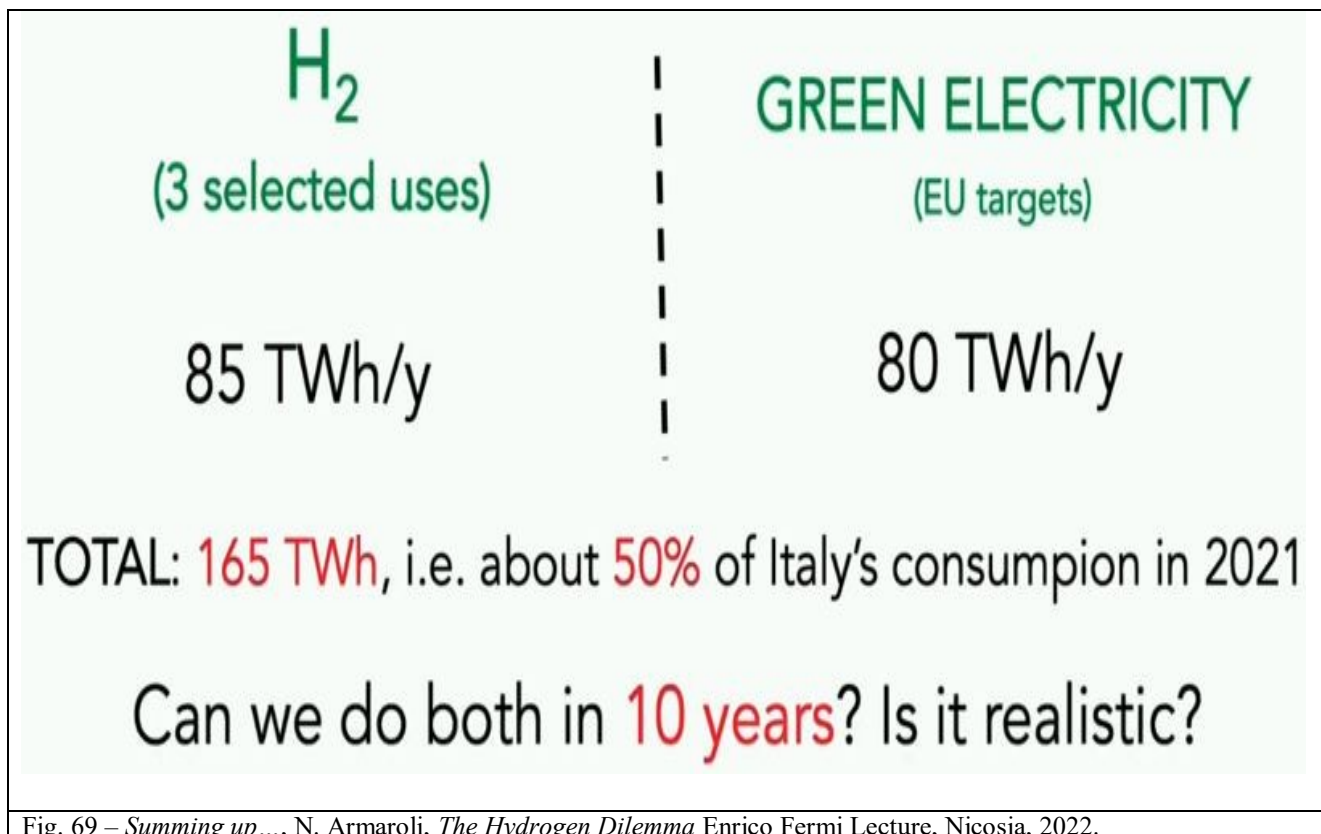 H₂
(3 selected uses)
85 TWh/y
GREEN ELECTRICITY
(EU targets)
80 TWh/y
TOTAL: 165 TWh, i.e. about 50% of Italy's consumpion in 2021
Can we do both in 10 years? Is it realistic?
Fig. 69 – Summing up…, N. Armaroli, The Hydrogen Dilemma Enrico Fermi Lecture, Nicosia, 2022.